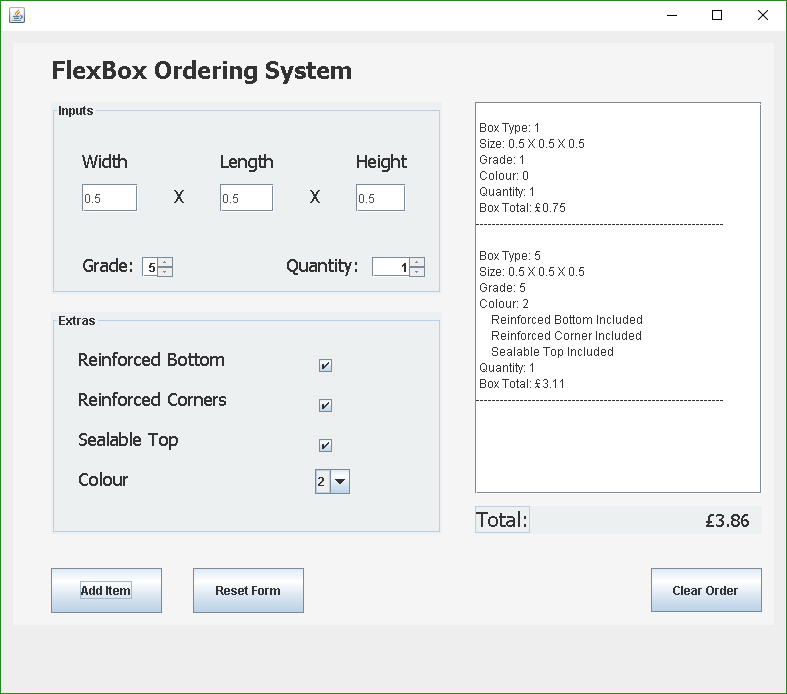 FlexBox Ordering System
Inputs
Width Length Height
0.5 X 0.5 X 0.5
Grade: 5 Quantity: 1
Extras
Reinforced Bottom
Reinforced Corners
Sealable Top
Colour 2
Add Item Reset Form
Box Type: 1
Size: 0.5 X 0.5 X 0.5
Grade: 1
Colour: 0
Quantity: 1
Box Total: £0.75
--------------------------------------------------------------
Box Type: 5
Size: 0.5 X 0.5 X 0.5
Grade: 5
Colour: 2
Reinforced Bottom Included
Reinforced Corner Included
Sealable Top Included
Quantity: 1
Box Total: £3.11
--------------------------------------------------------------
Total: £3.86
Clear Order